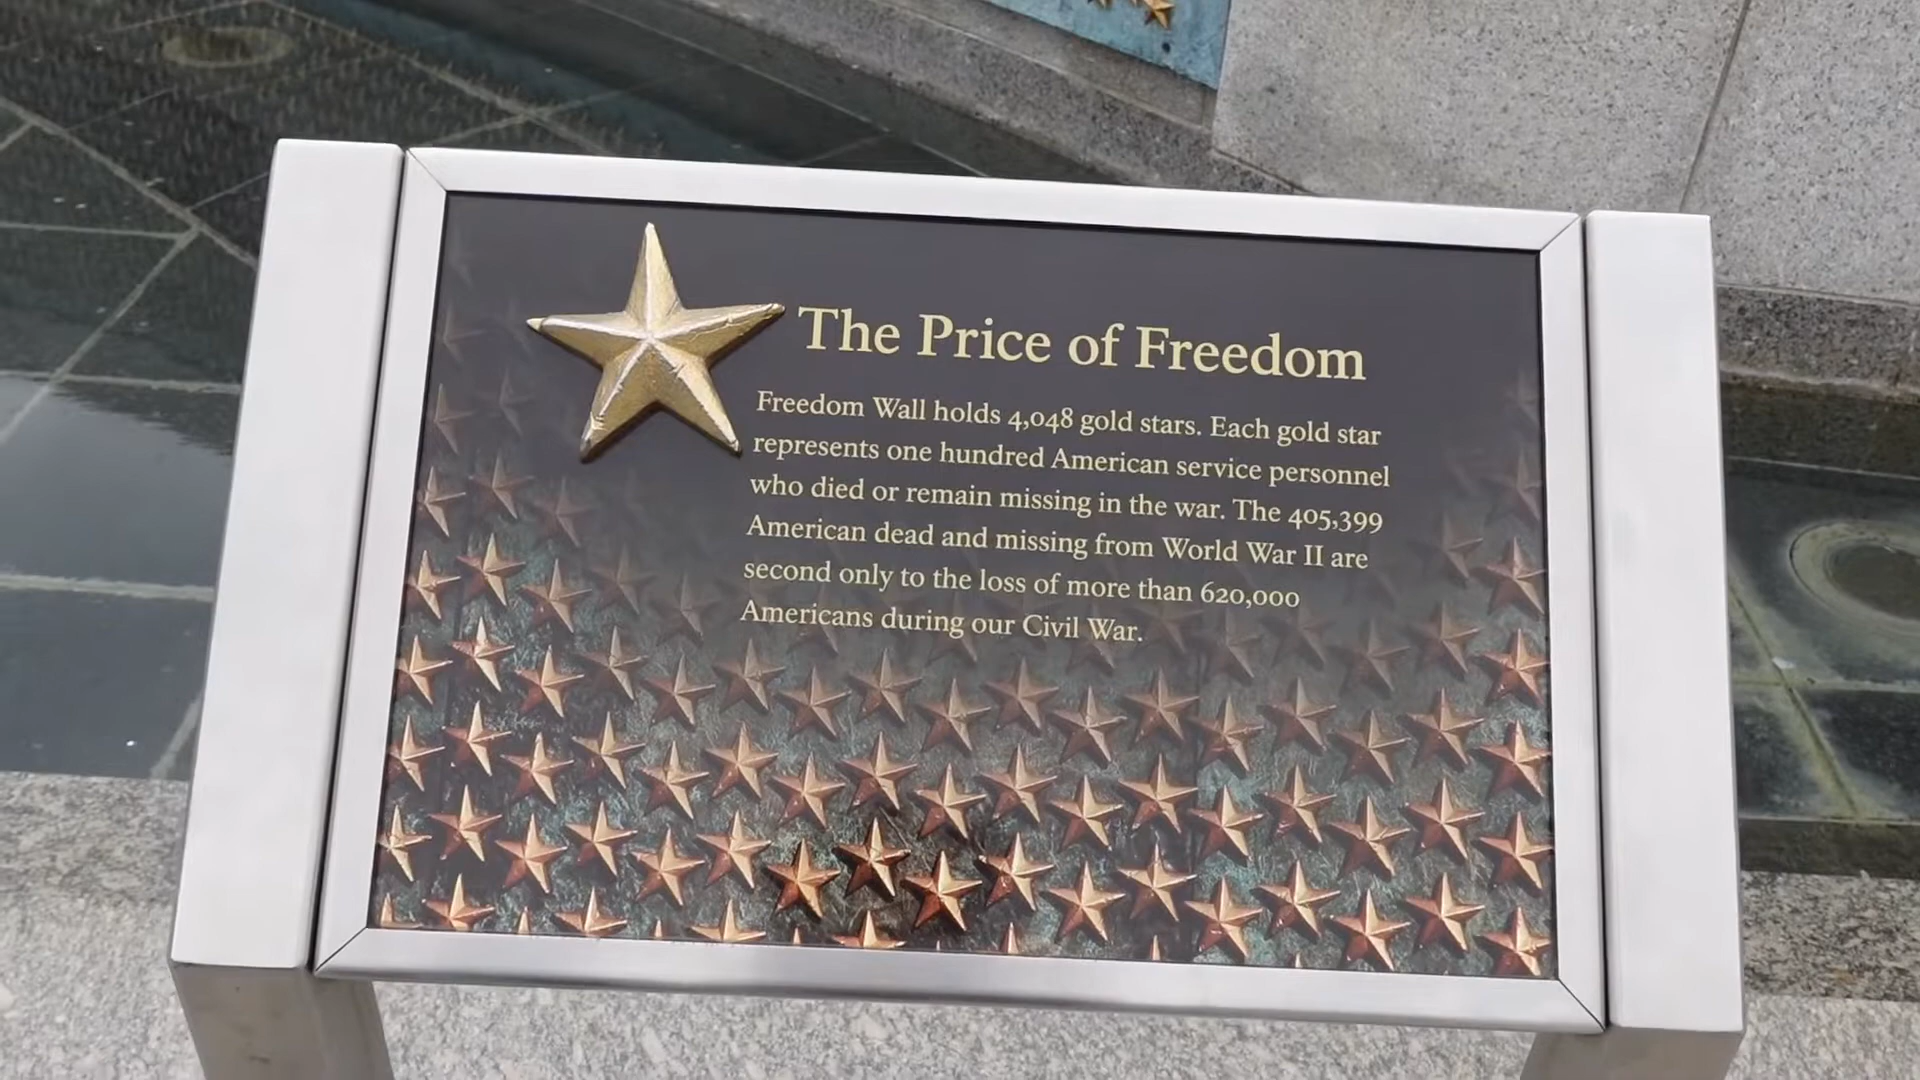 The Price of Freedom
Freedom Wall holds 4,048 gold stars. Each gold star
represents one hundred American service personnel
who died or remain missing in the war. The 405,399
American dead and missing from World War II are
second only to the loss of more than 620,000
Americans during our Civil War.